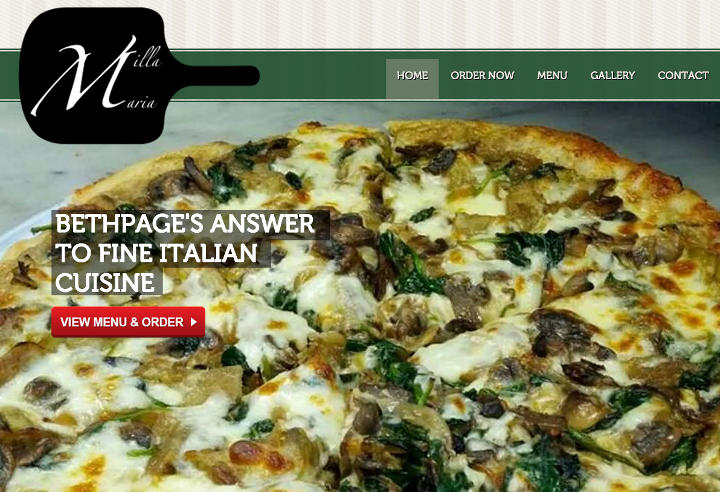 Milla
Maria
HOME ORDER NOW MENU GALLERY CONTACT
BETHPAGE'S ANSWER
TO FINE ITALIAN
CUISINE
VIEW MENU & ORDER